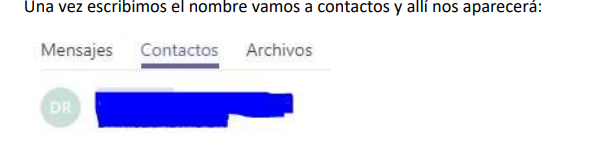 Una vez escribimos el nombre vamos a contactos y allí nos aparecerá:
Mensajes Contactos Archivos
DR